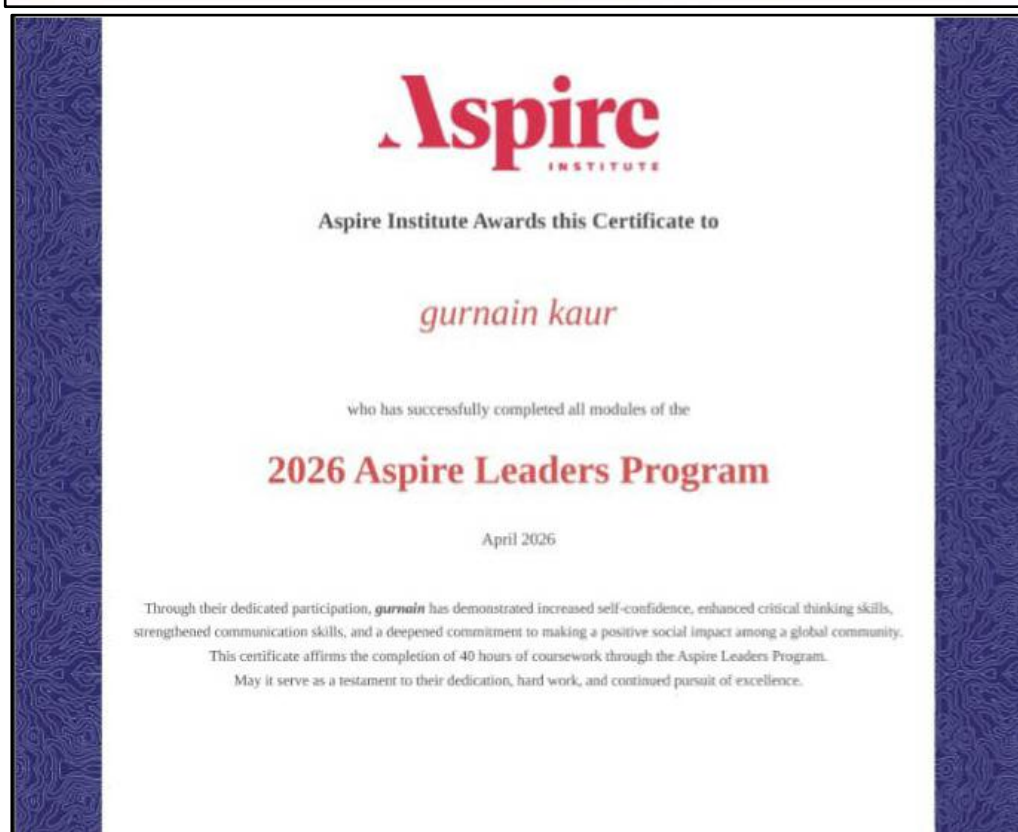 Aspire
INSTITUTE
Aspire Institute Awards this Certificate to
gurnain kaur
who has successfully completed all modules of the
2026 Aspire Leaders Program
April 2026
Through their dedicated participation, gurnain has demonstrated increased self-confidence, enhanced critical thinking skills,
strengthened communication skills, and a deepened commitment to making a positive social impact among a global community.
This certificate affirms the completion of 40 hours of coursework through the Aspire Leaders Program.
May it serve as a testament to their dedication, hard work, and continued pursuit of excellence.